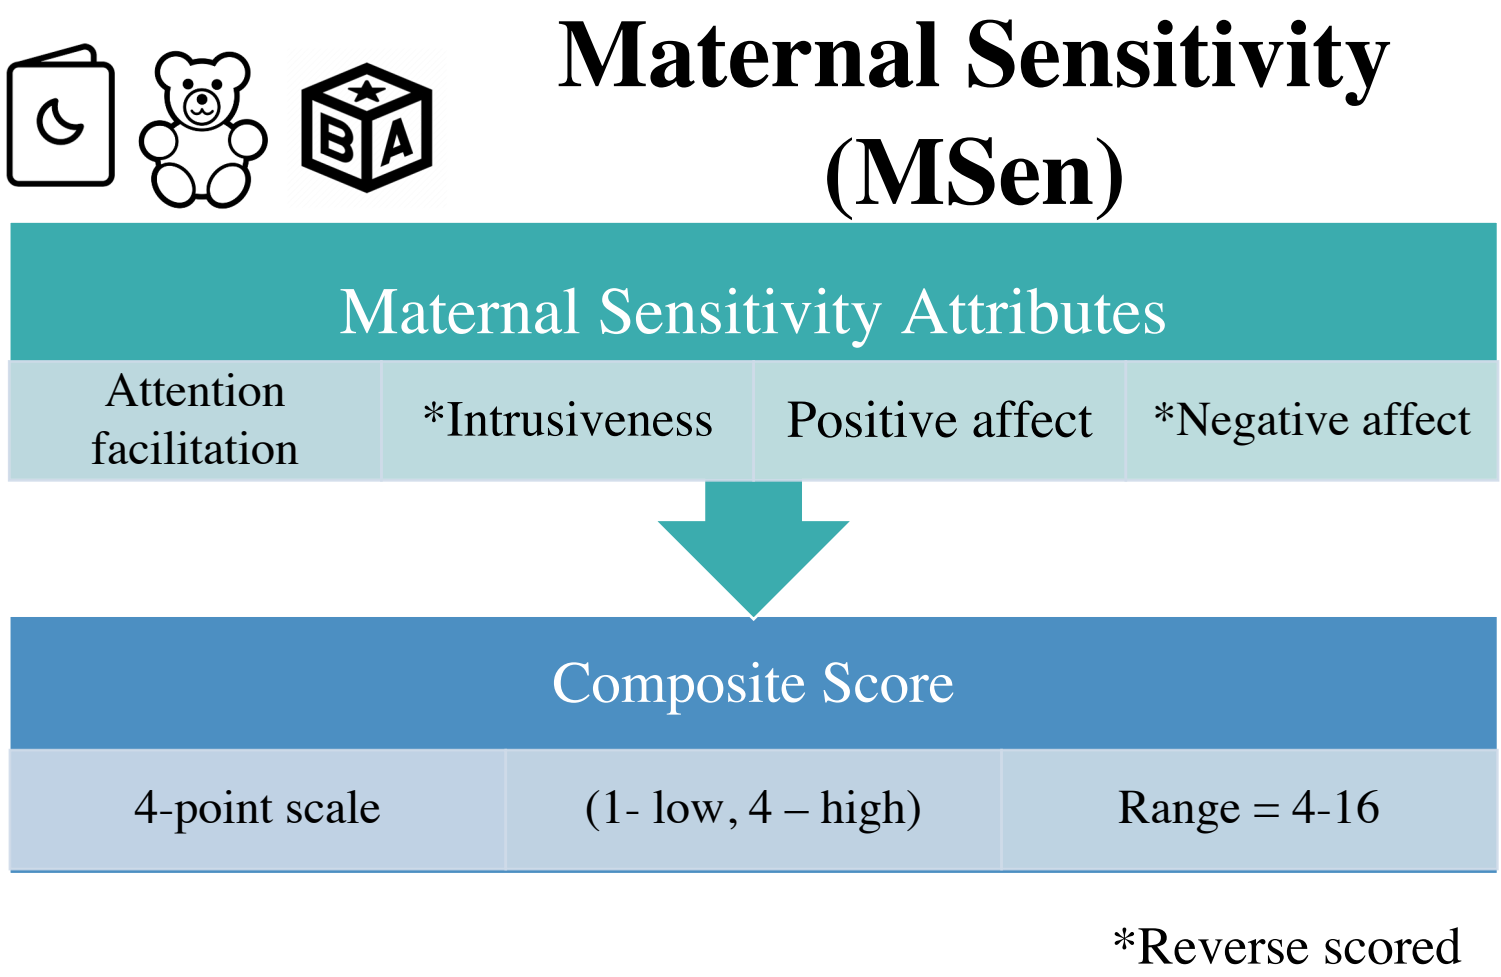 Maternal Sensitivity
(MSen)
B A
Maternal Sensitivity Attributes
Attention
facilitation
*Intrusiveness
Positive affect
*Negative affect
Composite Score
4-point scale
(1- low, 4 – high)
Range = 4-16
*Reverse scored